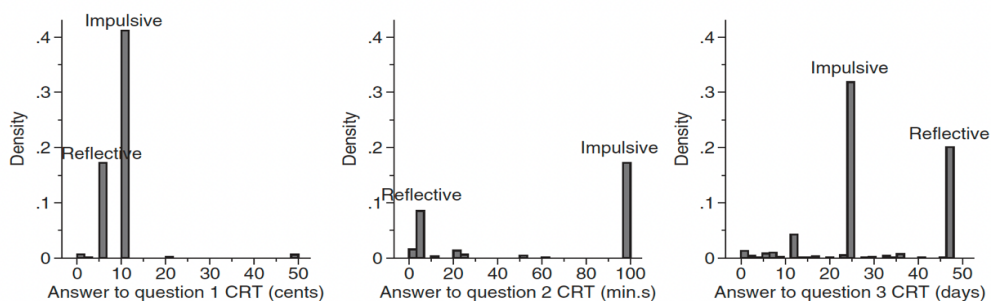 Impulsive
Reflective
Density
.4
.3
.2
.1
0
0 10 20 30 40 50
Answer to question 1 CRT (cents)
Impulsive
Reflective
Density
.4
.3
.2
.1
0
0 20 40 60 80 100
Answer to question 2 CRT (min.s)
Impulsive
Reflective
Density
.4
.3
.2
.1
0
0 10 20 30 40 50
Answer to question 3 CRT (days)